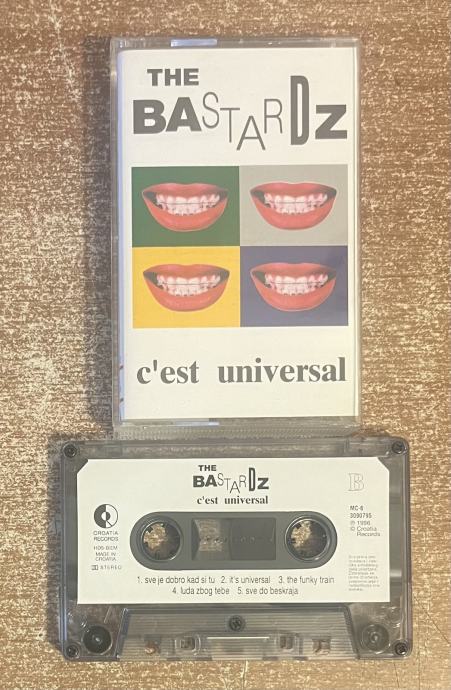 THE
BASTARDZ
c'est universal
THE
BASTARDZ
c'est universal
B
CROATIA
RECORDS
HDS-BIEM
MADE IN
CROATIA
STEREO
MC-6
3090795
℗ 1996
© Croatia
Records
1. sve je dobro kad si tu 2. it's universal 3. the funky train
4. luda zbog tebe 5. sve do beskraja